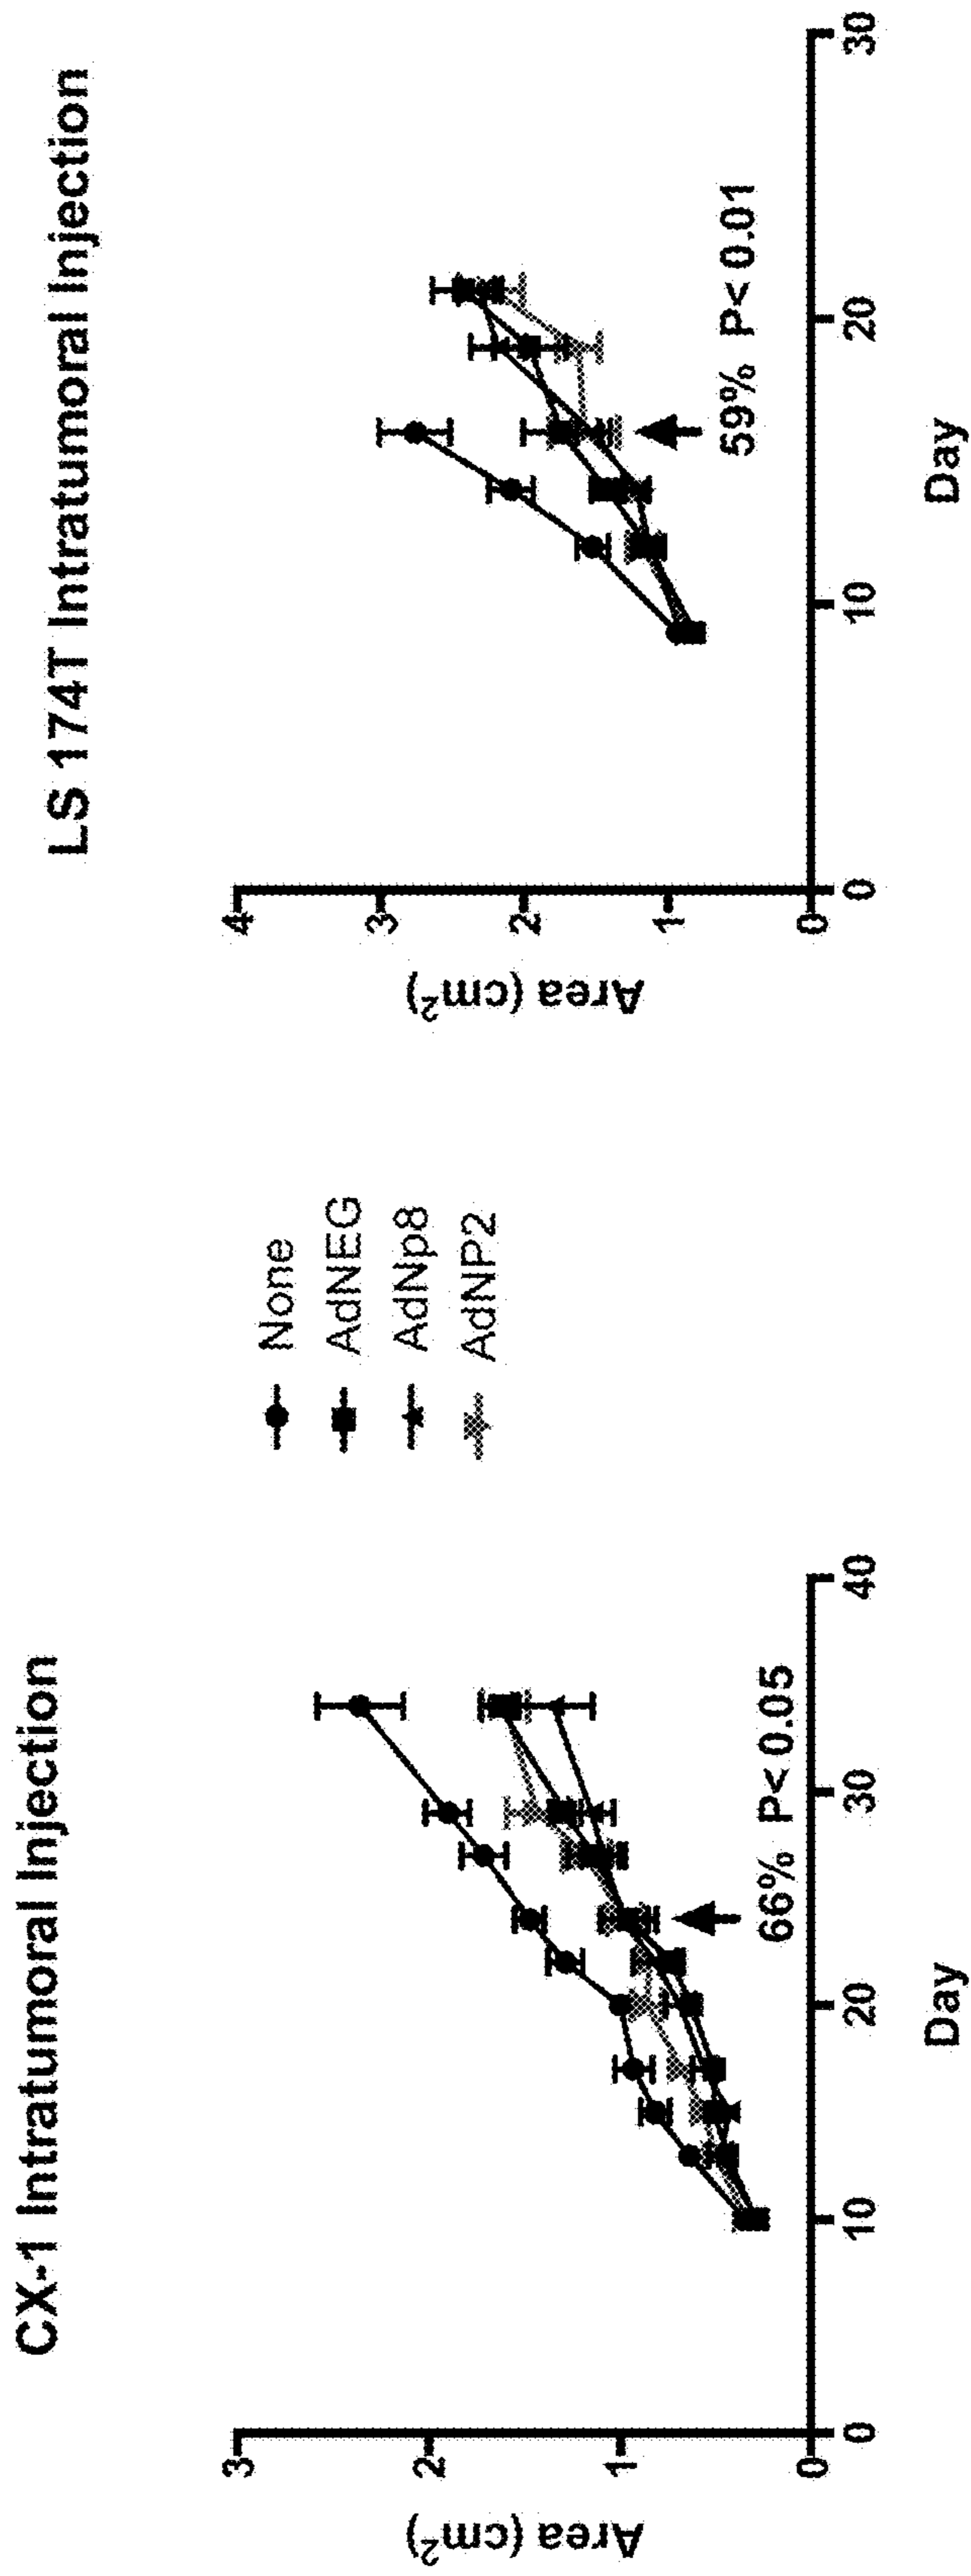 CX-1 Intratumoral Injection
Area (cm²)
3
2
1
0
0
10
20
30
40
66% P< 0.05
Day
None
AdNEG
AdNp8
AdNP2
LS 174T Intratumoral Injection
Area (cm²)
4
3
2
1
0
0
10
20
30
59% P< 0.01
Day